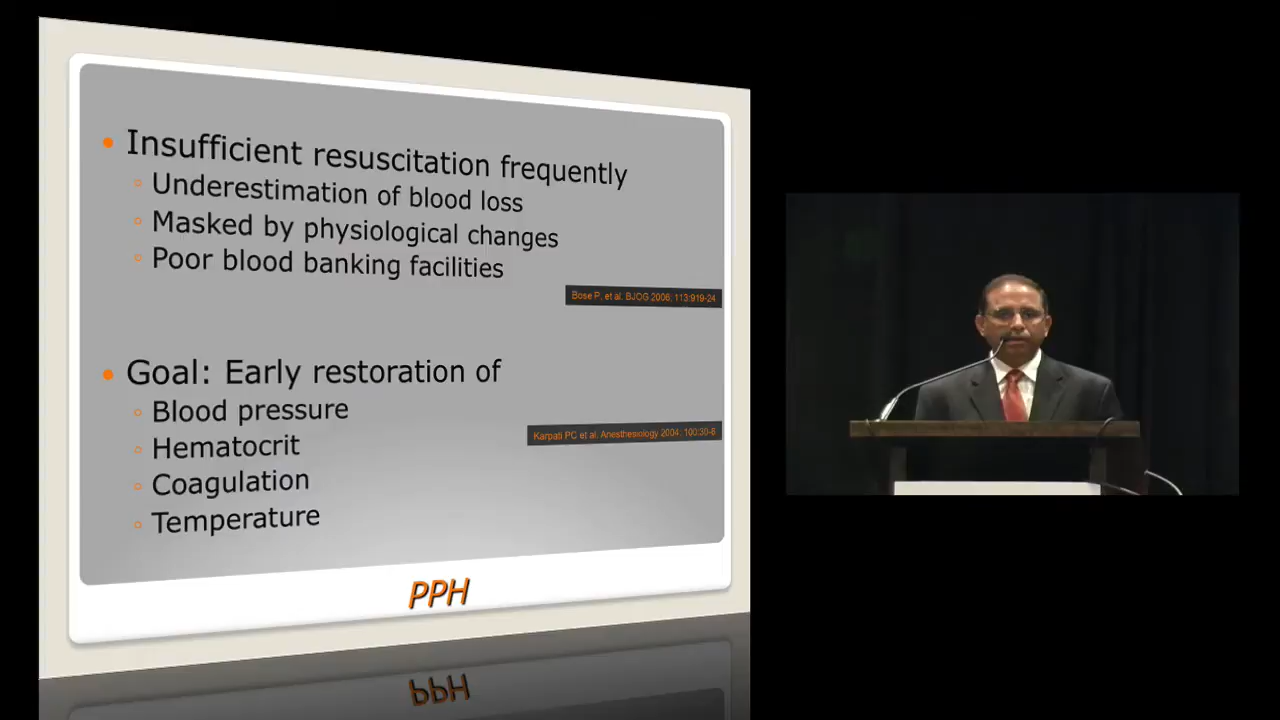 Insufficient resuscitation frequently
Underestimation of blood loss
Masked by physiological changes
Poor blood banking facilities
Bose P, et al. BJOG 2006; 113:919-24
Goal: Early restoration of
Blood pressure
Karpati PC et al. Anesthesiology 2004; 100:30-6
Hematocrit
Coagulation
Temperature
PPH